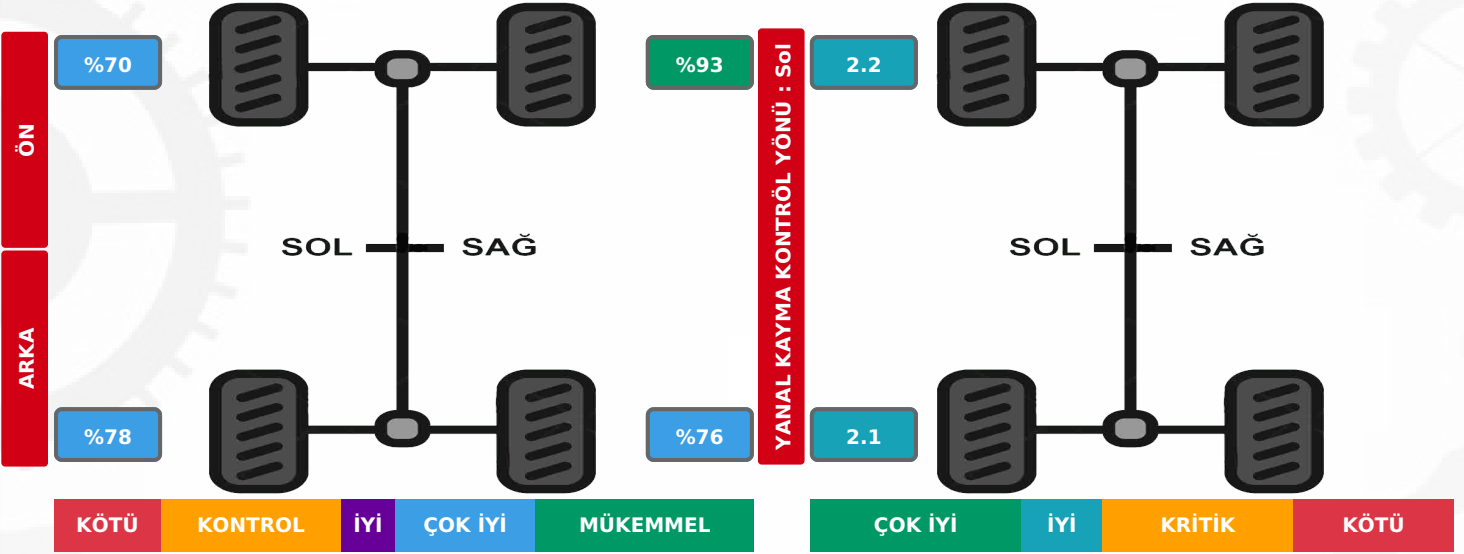 ÖN
%70
%93
YANAL KAYMA KONTRÖL YÖNÜ : Sol
2.2
SOL
SAĞ
SOL
SAĞ
ARKA
%78
%76
2.1
KÖTÜ
KONTROL
İYİ
ÇOK İYİ
MÜKEMMEL
ÇOK İYİ
İYİ
KRİTİK
KÖTÜ